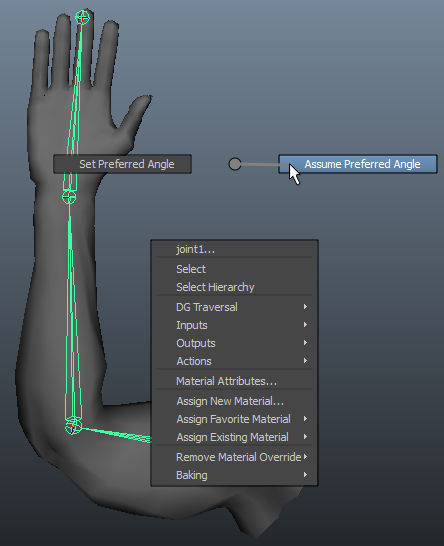 Set Preferred Angle
Assume Preferred Angle
joint1...
Select
Select Hierarchy
DG Traversal
Inputs
Outputs
Actions
Material Attributes...
Assign New Material...
Assign Favorite Material
Assign Existing Material
Remove Material Override
Baking